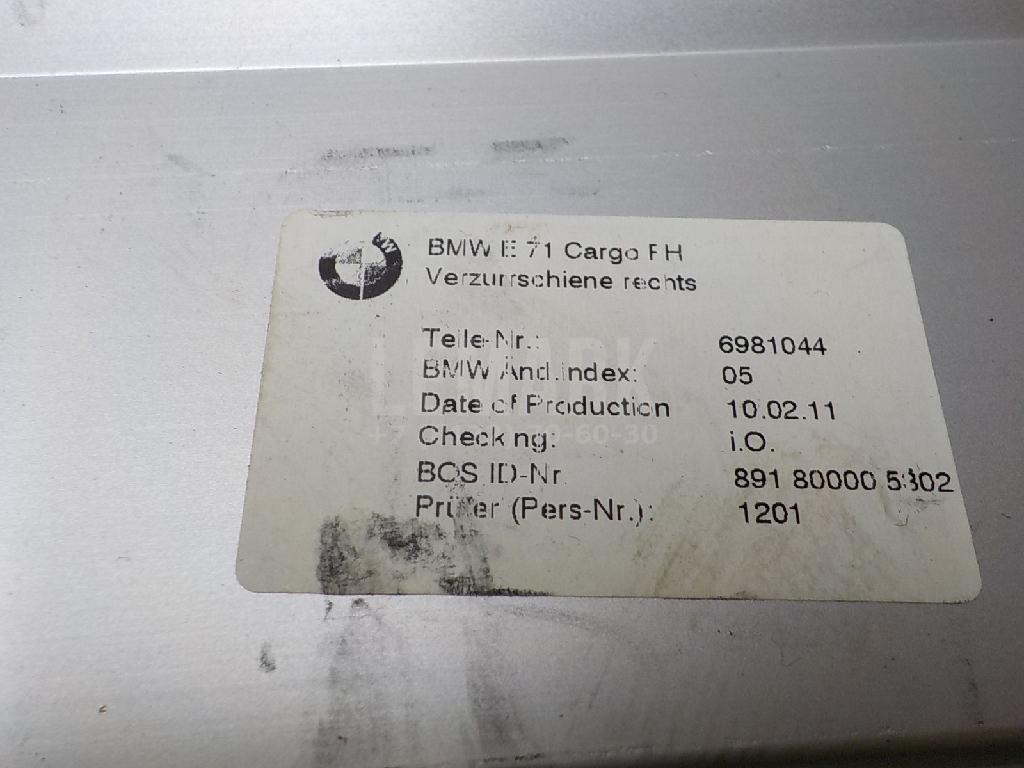 BMW E 71 Cargo FH
Verzurrschiene rechts
Teile-Nr.: 6981044
BMW Änd.index: 05
Date of Production 10.02.11
Checking: i.O.
BOS ID-Nr. 891 80000
Prüfer (Pers-Nr.): 1201
LEMARK